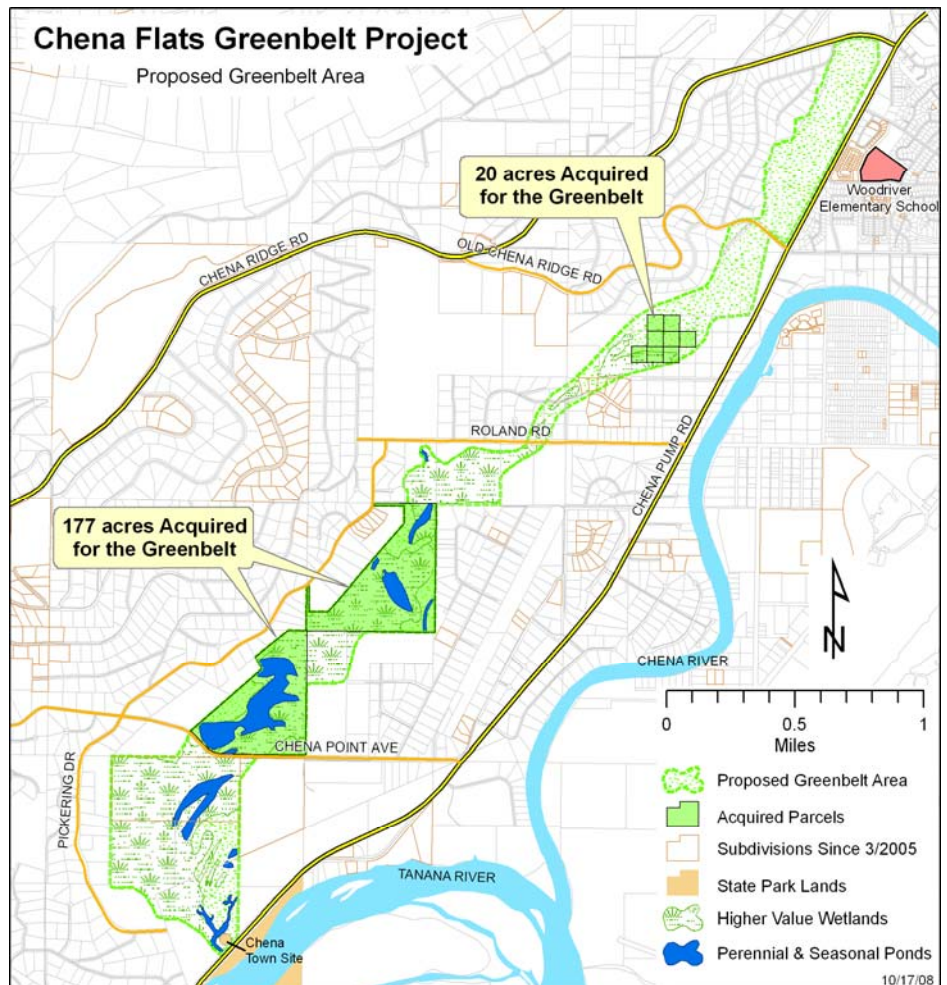 Chena Flats Greenbelt Project
Proposed Greenbelt Area
20 acres Acquired
for the Greenbelt
Woodriver
Elementary School
CHENA RIDGE RD
OLD CHENA RIDGE RD
ROLAND RD
CHENA PUMP RD
177 acres Acquired
for the Greenbelt
N
CHENA RIVER
0 0.5 1
Miles
CHENA POINT AVE
PICKERING DR
TANANA RIVER
Chena
Town Site
Proposed Greenbelt Area
Acquired Parcels
Subdivisions Since 3/2005
State Park Lands
Higher Value Wetlands
Perennial & Seasonal Ponds
10/17/08